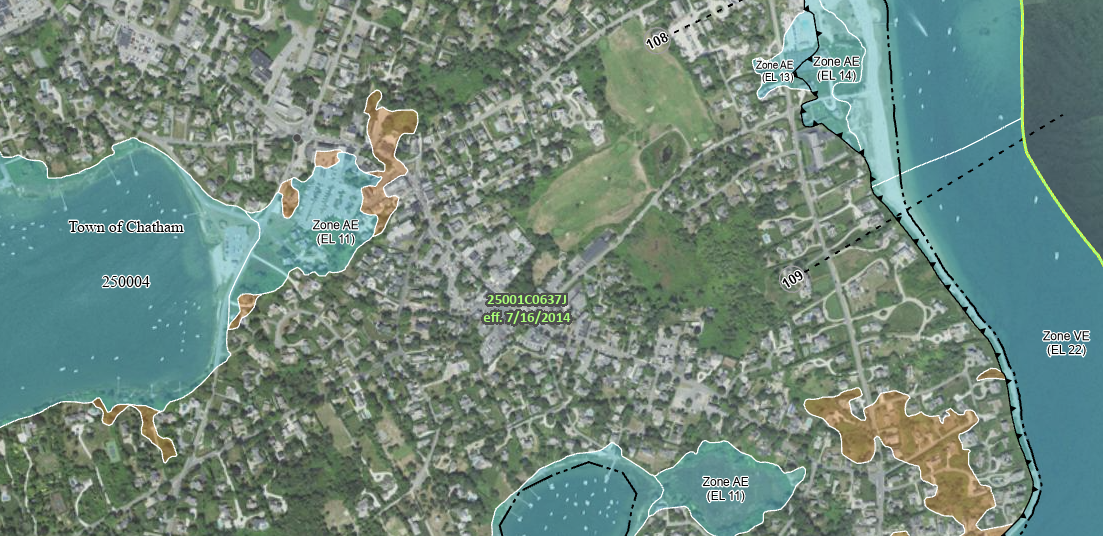 108
Zone AE
(EL 13)
Zone AE
(EL 14)
Town of Chatham
250004
Zone AE
(EL 11)
109
25001C0637J
eff. 7/16/2014
Zone VE
(EL 22)
Zone AE
(EL 11)